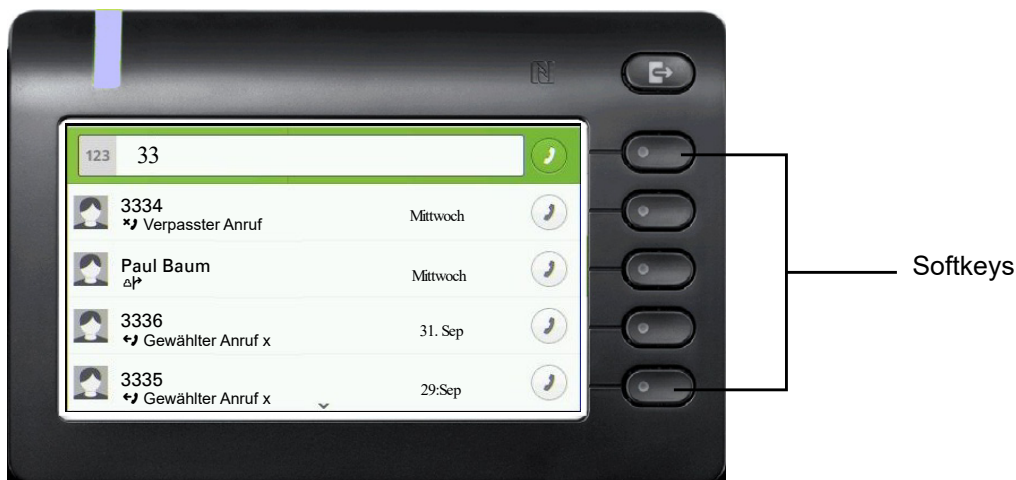 123 33
3334 Mittwoch
Verpasster Anruf
Paul Baum Mittwoch
3336 31. Sep
Gewählter Anruf x
3335 29:Sep
Gewählter Anruf x
Softkeys